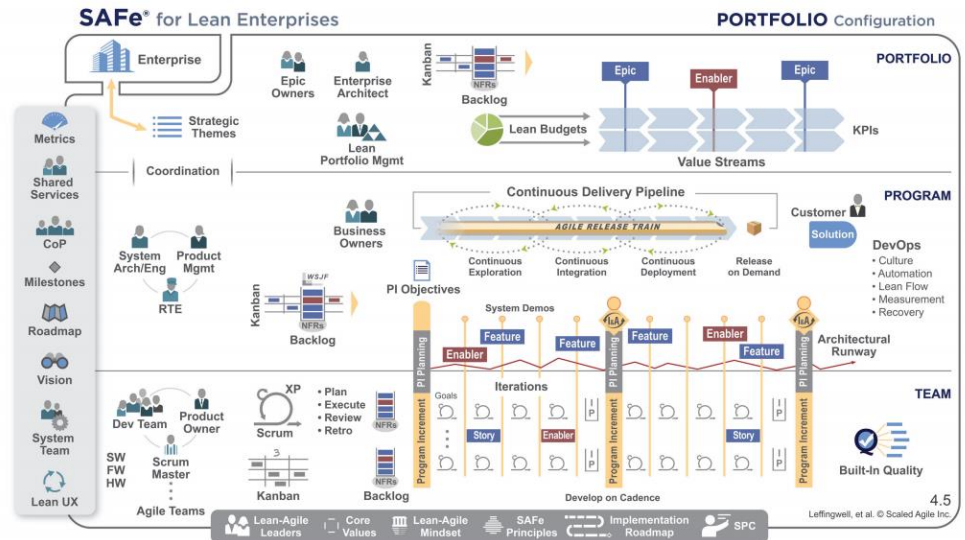 SAFe® for Lean Enterprises
PORTFOLIO Configuration
Enterprise
Epic
Owners
Enterprise
Architect
Kanban
NFRs
Backlog
Epic
Enabler
Epic
PORTFOLIO
Strategic
Themes
Lean
Portfolio Mgmt
Lean Budgets
KPIs
Value Streams
Coordination
Metrics
Shared
Services
CoP
Milestones
Roadmap
Vision
System
Team
Lean UX
PROGRAM
Continuous Delivery Pipeline
Business
Owners
AGILE RELEASE TRAIN
Continuous
Exploration
Continuous
Integration
Continuous
Deployment
Release
on Demand
Customer
Solution
DevOps
• Culture
• Automation
• Lean Flow
• Measurement
• Recovery
System
Arch/Eng
Product
Mgmt
RTE
Kanban
WSJF
NFRs
Backlog
PI Objectives
System Demos
PI Planning
Enabler
Feature
Feature
I&A
PI Planning
Feature
Enabler
Feature
I&A
PI Planning
Architectural
Runway
TEAM
Dev Team
Product
Owner
Scrum
Master
SW
FW
HW
Agile Teams
XP
Scrum
• Plan
• Execute
• Review
• Retro
NFRs
3
Kanban
NFRs
Backlog
Program Increment
Iterations
Goals
Story
Enabler
I
P
I
P
Program Increment
Story
I
P
I
P
Program Increment
Develop on Cadence
Built-In Quality
4.5
Leffingwell, et al. © Scaled Agile Inc.
Lean-Agile
Leaders
Core
Values
Lean-Agile
Mindset
SAFe
Principles
Implementation
Roadmap
SPC